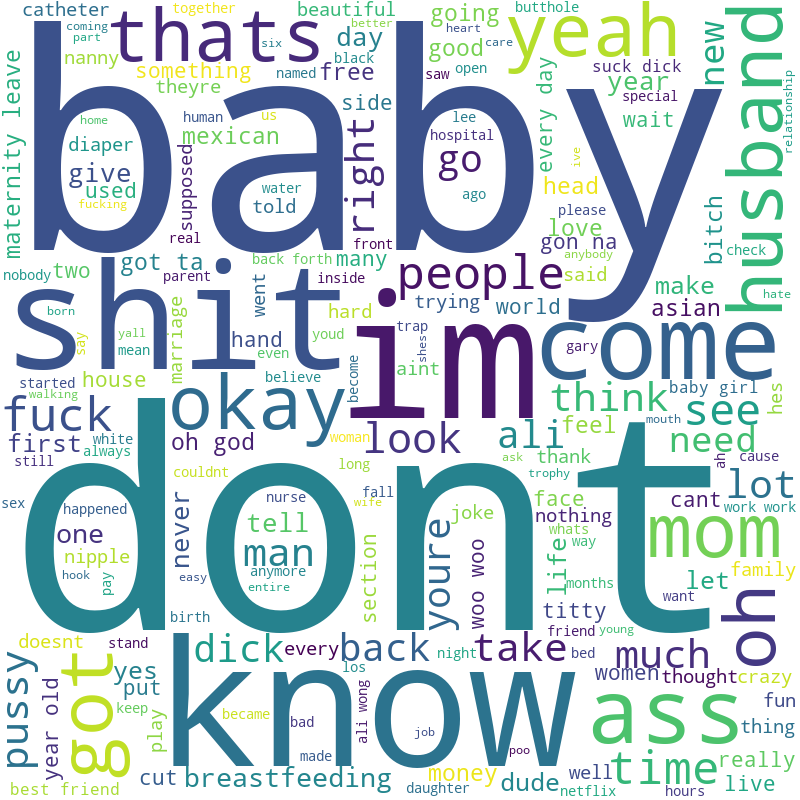 catheter
together
beautiful
going
butthole
better
coming
part
heart
care
thats
yeah
husband
nanny
something
theyre
six
black
named
day
free
good
saw
open
suck dick
year
special
new
relationship
baby
maternity leave
home
diaper
give
used
fucking
human
us
mexican
supposed
water
told
real
side
right
front
lee
hospital
go
ago
every day
ive
wait
head
please
love
gon na
anybody
said
bitch
check
hate
nobody
two
got ta
parent
back forth
many
inside
went
people
trying
world
make
asian
shit
born
say
yall
mean
marriage
hand
even
youd
hard
believe
become
im
trap
shes
aint
gary
come
started
walking
house
okay
think
baby girl
hes
fuck
first
white
always
still
oh god
woman
look
ali
feel
see
need
mouth
couldnt
long
ask
thank
ah
cause
trophy
dont
sex
happened
one
nipple
hook
pay
never
nurse
wife
fall
tell
man
anymore
easy
entire
section
joke
face
nothing
whats
way
life
cant
lot
work work
mom
youre
woo woo
months
let
family
want
birth
titty
friend
young
doesnt
stand
dick
every
back
night
take
bed
much
oh
pussy
got
yes
know
los
women
thought
crazy
year old
put
keep
play
became
bad
ali wong
job
poo
ass
fun
thing
time
really
best friend
cut
breastfeeding
made
daughter
money
dude
well
netflix
hours
live